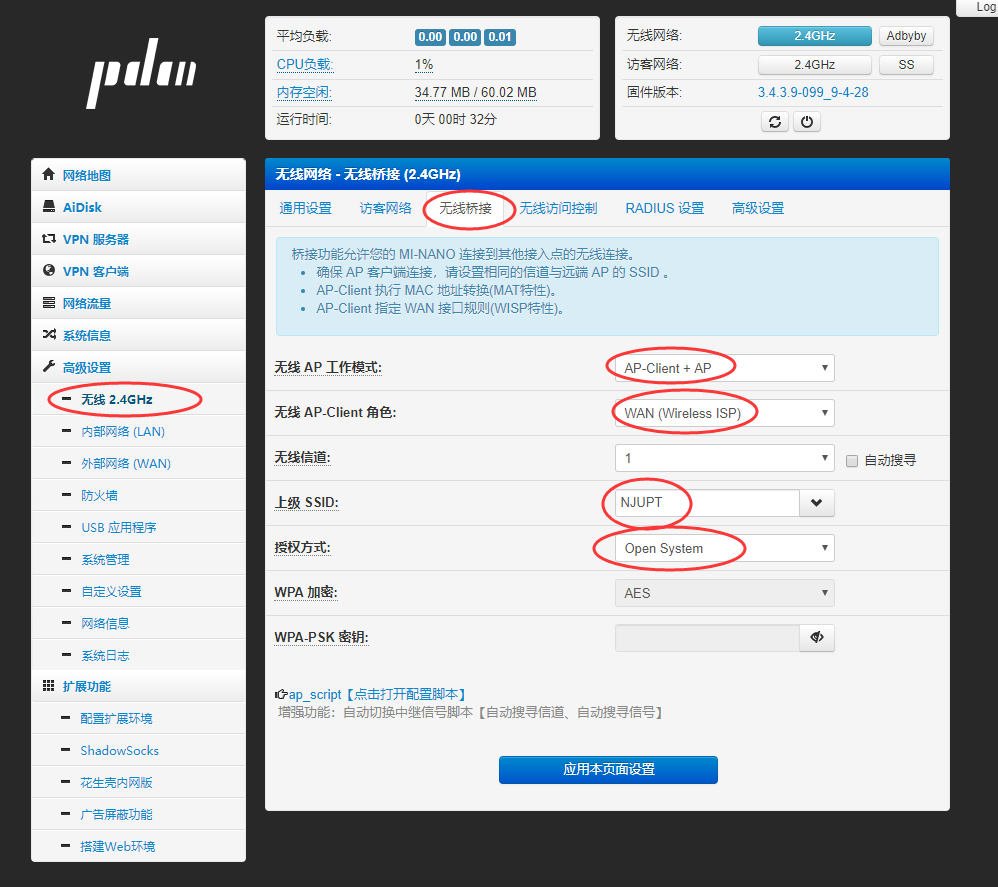 Log
pdcn
平均负载: 0.00 0.00 0.01
CPU负载: 1%
内存空闲: 34.77 MB / 60.02 MB
运行时间: 0天 00时 32分
无线网络: 2.4GHz Adbyby
访客网络: 2.4GHz SS
固件版本: 3.4.3.9-099_9-4-28
网络地图
AiDisk
VPN 服务器
VPN 客户端
网络流量
系统信息
高级设置
无线 2.4GHz
内部网络 (LAN)
外部网络 (WAN)
防火墙
USB 应用程序
系统管理
自定义设置
网络信息
系统日志
扩展功能
配置扩展环境
ShadowSocks
花生壳内网版
广告屏蔽功能
搭建Web环境
无线网络 - 无线桥接 (2.4GHz)
通用设置 访客网络 无线桥接 无线访问控制 RADIUS 设置 高级设置
桥接功能允许您的 MI-NANO 连接到其他接入点的无线连接。
• 确保 AP 客户端连接，请设置相同的信道与远端 AP 的 SSID 。
• AP-Client 执行 MAC 地址转换(MAT特性)。
• AP-Client 指定 WAN 接口规则(WISP特性)。
无线 AP 工作模式: AP-Client + AP
无线 AP-Client 角色: WAN (Wireless ISP)
无线信道: 1 自动搜寻
上级 SSID: NJUPT
授权方式: Open System
WPA 加密: AES
WPA-PSK 密钥:
ap_script【点击打开配置脚本】
增强功能：自动切换中继信号脚本【自动搜寻信道、自动搜寻信号】
应用本页面设置